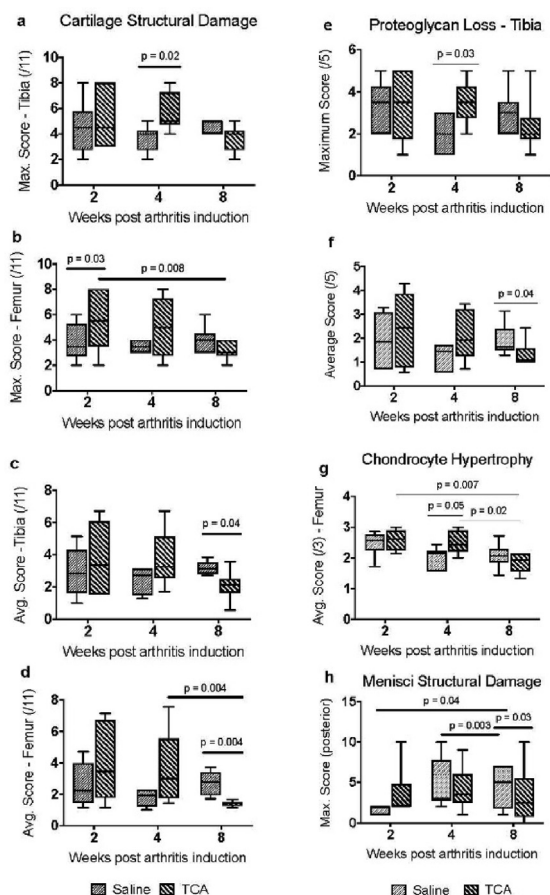 a Cartilage Structural Damage
Max. Score - Tibia (/11)
10
8
6
4
2
0
p = 0.02
2 4 8
Weeks post arthritis induction
b
Max. Score - Femur (/11)
10
8
6
4
2
0
p = 0.03
p = 0.008
2 4 8
Weeks post arthritis induction
c
Avg. Score -Tibia (/11)
8
6
4
2
0
p = 0.04
2 4 8
Weeks post arthritis induction
d
Avg. Score - Femur (/11)
8
6
4
2
0
p = 0.004
p = 0.004
2 4 8
Weeks post arthritis induction
Saline TCA
e Proteoglycan Loss - Tibia
Maximum Score (/5)
6
4
2
0
p = 0.03
2 4 8
Weeks post arthritis induction
f
Average Score (/5)
5
4
3
2
1
0
p = 0.04
2 4 8
Weeks post arthritis induction
g Chondrocyte Hypertrophy
Avg. Score (/3) - Femur
4
3
2
1
0
p = 0.007
p = 0.05
p = 0.02
2 4 8
Weeks post arthritis induction
h Menisci Structural Damage
Max. Score (posterior)
15
10
5
0
p = 0.04
p = 0.003
p = 0.03
2 4 8
Weeks post arthritis induction
Saline TCA